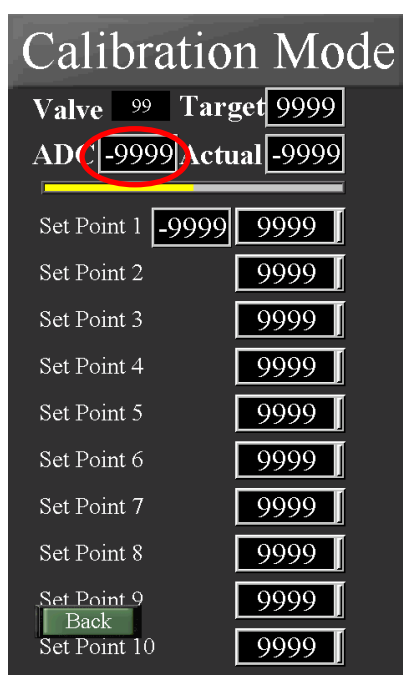 Calibration Mode
Valve 99 Target 9999
ADC -9999 Actual -9999
Set Point 1 -9999 9999
Set Point 2 9999
Set Point 3 9999
Set Point 4 9999
Set Point 5 9999
Set Point 6 9999
Set Point 7 9999
Set Point 8 9999
Set Point 9 9999
Back
Set Point 10 9999